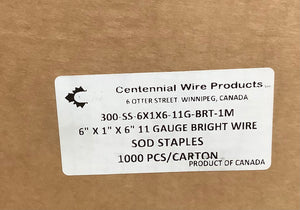 Centennial Wire Products
6 OTTER STREET WINNIPEG, CANADA
300-SS-6X1X6-11G-BRT-1M
6" X 1" X 6" 11 GAUGE BRIGHT WIRE
SOD STAPLES
1000 PCS/CARTON
PRODUCT OF CANADA